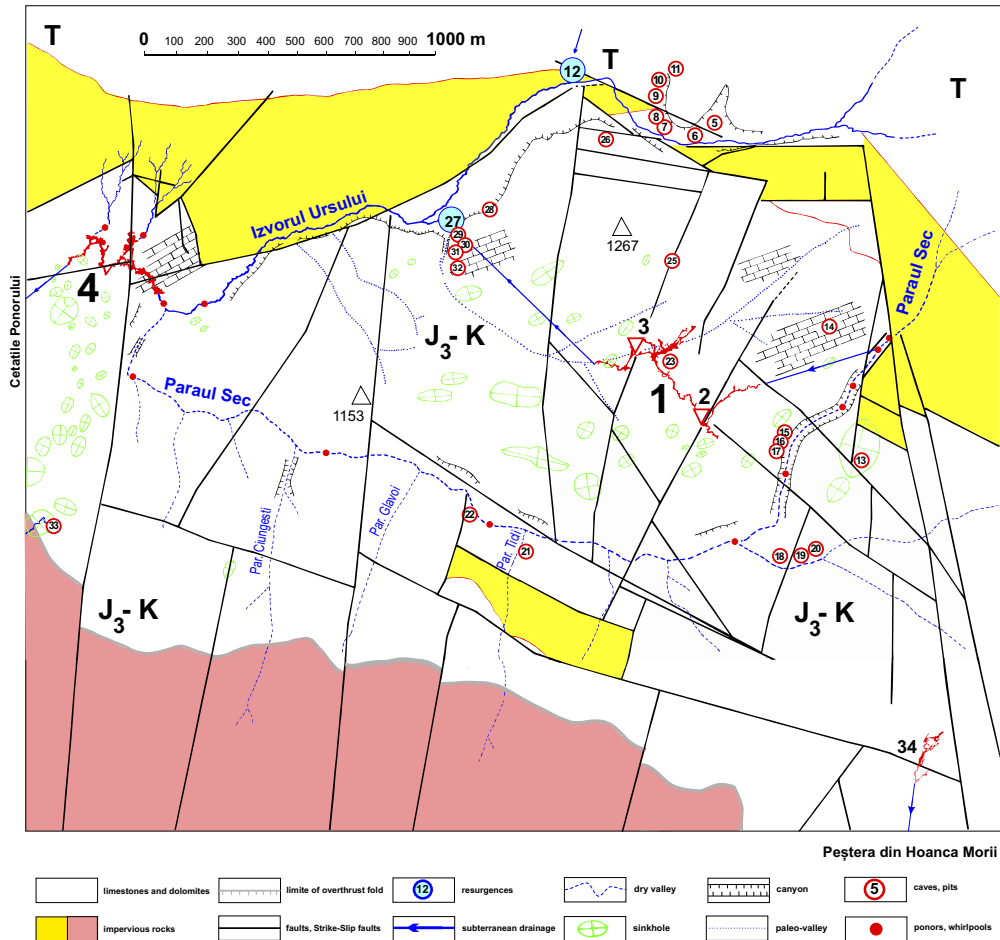 T
0 100 200 300 400 500 600 700 800 900 1000 m
12
T
11
10
9
8
7
6
5
T
26
Izvorul Ursului
28
27
29
30
31
32
1267
25
Paraul Sec
4
Cetatile Ponorului
J3- K
3
14
23
1
2
Paraul Sec
1153
15
16
17
13
Par. Ciungesti
Par. Glavoi
22
33
Par. Tidi
21
18
19
20
J3- K
J3- K
34
Peștera din Hoanca Morii
limestones and dolomites
limite of overthrust fold
12
resurgences
dry valley
canyon
5
caves, pits
impervious rocks
faults, Strike-Slip faults
subterranean drainage
sinkhole
paleo-valley
ponors, whirlpools